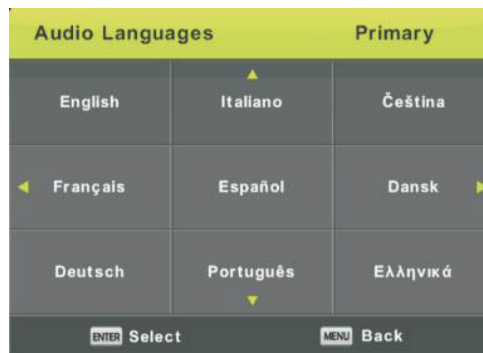 Audio Languages Primary
English Italiano Čeština
Français Español Dansk
Deutsch Português Ελληνικά
ENTER Select MENU Back